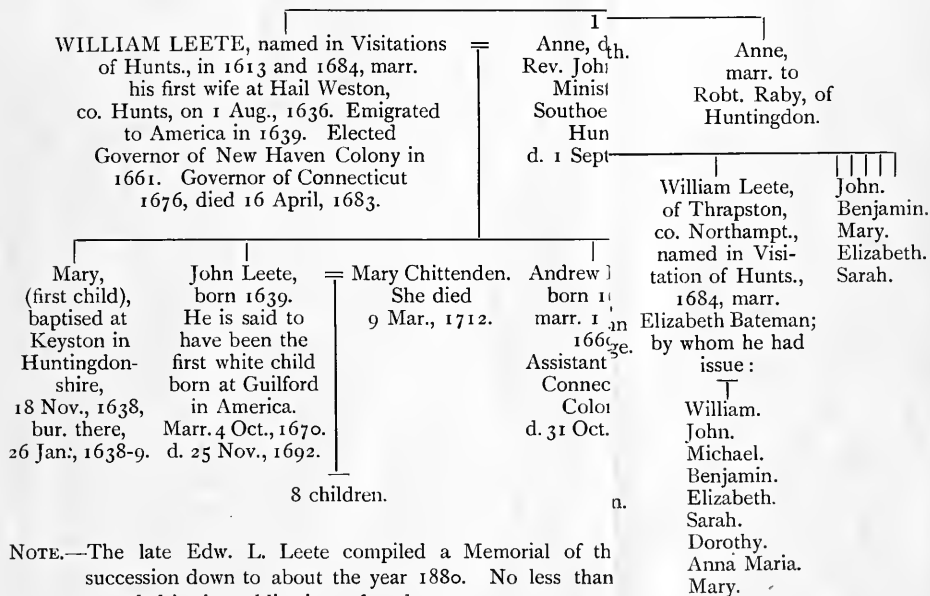 WILLIAM LEETE, named in Visitations
of Hunts., in 1613 and 1684, marr.
his first wife at Hail Weston,
co. Hunts, on 1 Aug., 1636. Emigrated
to America in 1639. Elected
Governor of New Haven Colony in
1661. Governor of Connecticut
1676, died 16 April, 1683.
=
1
Anne, d
Rev. Joh
Minist
Southoe
Hun
d. 1 Sept
th.
Anne,
marr. to
Robt. Raby, of
Huntingdon.
Mary,
(first child),
baptised at
Keyston in
Huntingdon-
shire,
18 Nov., 1638,
bur. there,
26 Jan:, 1638-9.
John Leete,
born 1639.
He is said to
have been the
first white child
born at Guilford
in America.
Marr. 4 Oct., 1670.
d. 25 Nov., 1692.
= Mary Chittenden.
She died
9 Mar., 1712.
8 children.
Andrew
born 1
marr. 1
166
Assistant
Connec
Colo
d. 31 Oct.
an
ge.
n.
William Leete,
of Thrapston,
co. Northampt.,
named in Visi-
tation of Hunts.,
1684, marr.
Elizabeth Bateman;
by whom he had
issue:
William.
John.
Michael.
Benjamin.
Elizabeth.
Sarah.
Dorothy.
Anna Maria.
Mary.
John.
Benjamin.
Mary.
Elizabeth.
Sarah.
NOTE.—The late Edw. L. Leete compiled a Memorial of th
succession down to about the year 1880. No less than